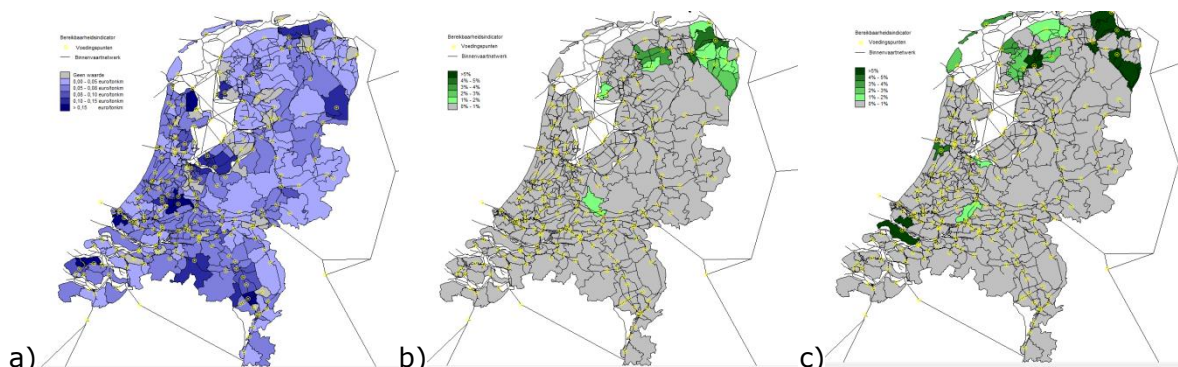 Bereikbaarheidsindicator
Voedingspunten
Binnenvaartnetwerk
Geen waarde
0,00 - 0,05 euro/tonkm
0,05 - 0,08 euro/tonkm
0,08 - 0,10 euro/tonkm
0,10 - 0,15 euro/tonkm
> 0,15 euro/tonkm
a)
Bereikbaarheidsindicator
Voedingspunten
Binnenvaartnetwerk
>5%
4% - 5%
3% - 4%
2% - 3%
1% - 2%
0% - 1%
b)
Bereikbaarheidsindicator
Voedingspunten
Binnenvaartnetwerk
>5%
4% - 5%
3% - 4%
2% - 3%
1% - 2%
0% - 1%
c)